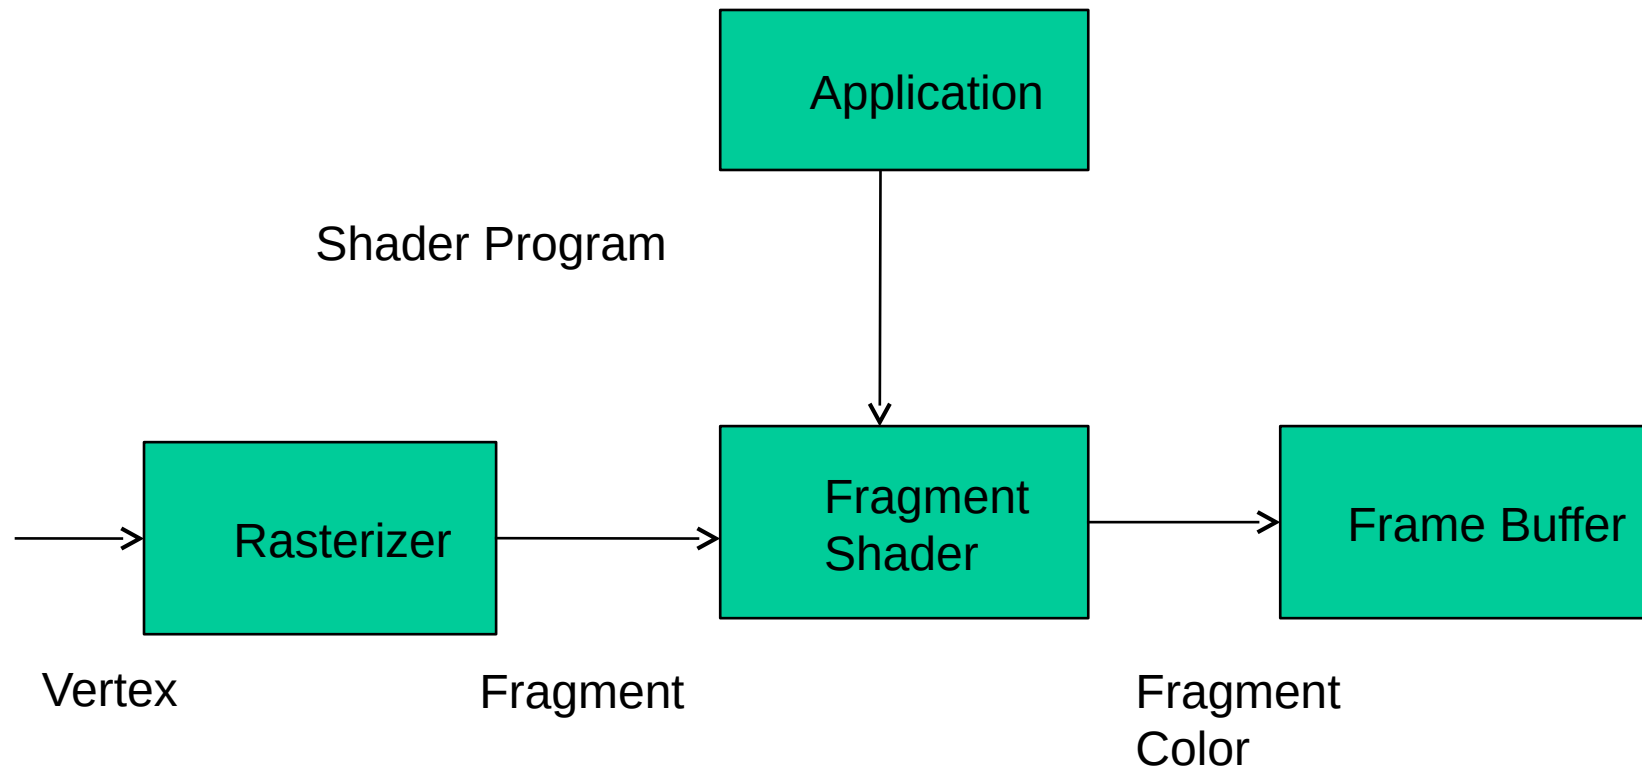 Application
Shader Program
Rasterizer
Fragment
Shader
Frame Buffer
Vertex
Fragment
Fragment
Color